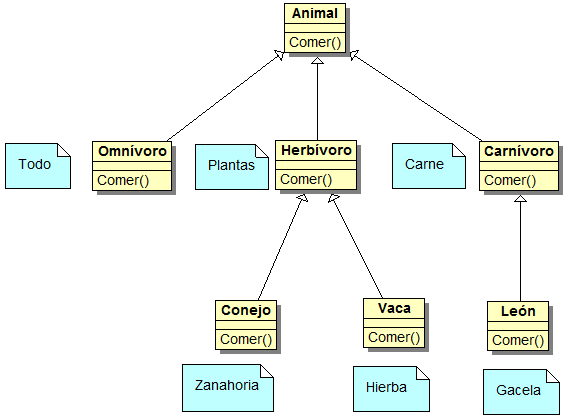 Animal
Comer()
Todo
Omnívoro
Comer()
Plantas
Herbívoro
Comer()
Carne
Carnívoro
Comer()
Conejo
Comer()
Vaca
Comer()
León
Comer()
Zanahoria
Hierba
Gacela